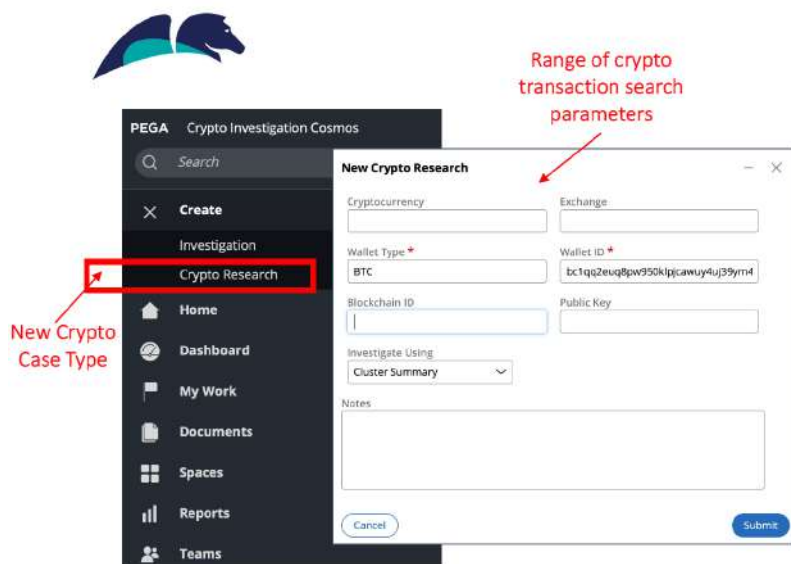 Range of crypto
transaction search
parameters
PEGA Crypto Investigation Cosmos
Search
Create
Investigation
Crypto Research
Home
Dashboard
My Work
Documents
Spaces
Reports
Teams
New Crypto
Case Type
New Crypto Research
Cryptocurrency
Exchange
Wallet Type *
Wallet ID *
BTC
bc1qq2euq8pw950klpjcawuy4uj39ym4
Blockchain ID
Public Key
Investigate Using
Cluster Summary
Notes
Cancel
Submit